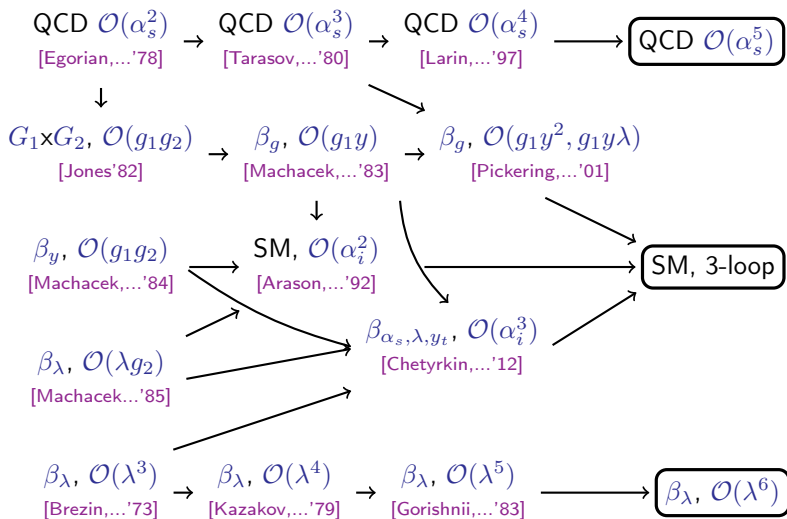 QCD O(α_s^2) QCD O(α_s^3) QCD O(α_s^4) QCD O(α_s^5)
[Egorian,...'78] [Tarasov,...'80] [Larin,...'97]
G_1xG_2, O(g_1g_2) β_g, O(g_1y) β_g, O(g_1y^2, g_1yλ)
[Jones'82] [Machacek,...'83] [Pickering,...'01]
β_y, O(g_1g_2) SM, O(α_i^2) SM, 3-loop
[Machacek,...'84] [Arason,...'92]
β_{α_s,λ,y_t}, O(α_i^3)
[Chetyrkin,...'12]
β_λ, O(λg_2)
[Machacek...'85]
β_λ, O(λ^3) β_λ, O(λ^4) β_λ, O(λ^5) β_λ, O(λ^6)
[Brezin,...'73] [Kazakov,...'79] [Gorishnii,...'83]